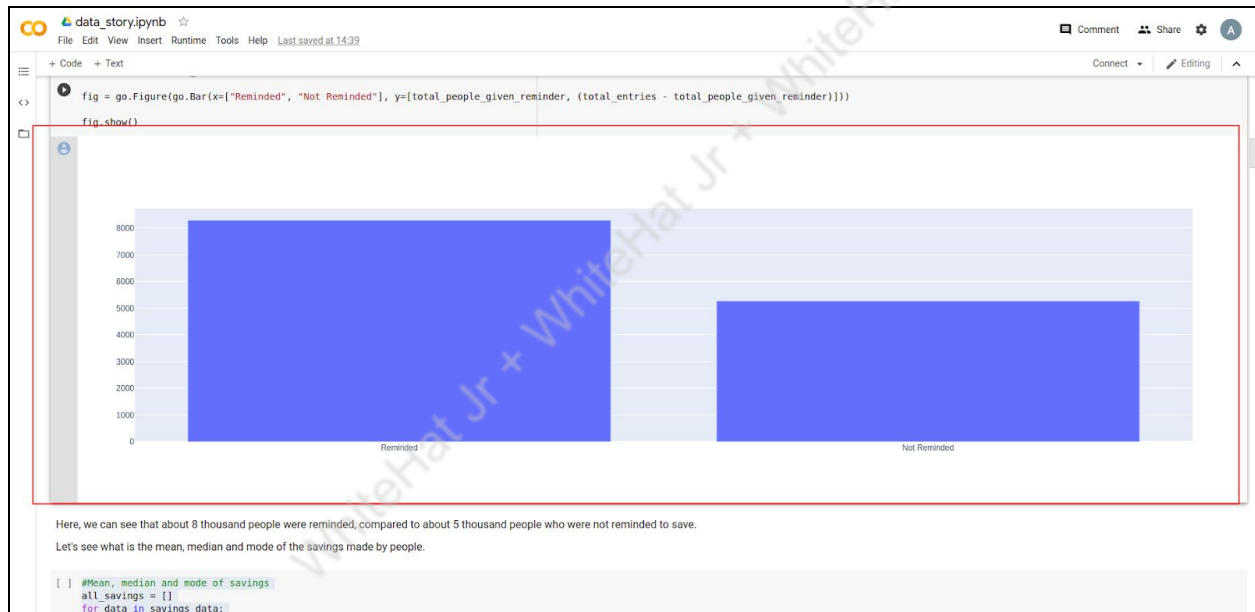 data_story.ipynb
File Edit View Insert Runtime Tools Help Last saved at 14:39
Comment Share A
+ Code + Text
Connect Editing
fig = go.Figure(go.Bar(x=["Reminded", "Not Reminded"], y=[total_people_given_reminder, (total_entries - total_people_given_reminder)]))
fig.show()
8000
7000
6000
5000
4000
3000
2000
1000
0
Reminded Not Reminded
Here, we can see that about 8 thousand people were reminded, compared to about 5 thousand people who were not reminded to save.
Let's see what is the mean, median and mode of the savings made by people.
[ ] #Mean, median and mode of savings
all_savings = []
for data in savings_data:
WhiteHat Jr + WhiteHat Jr + WhiteHat